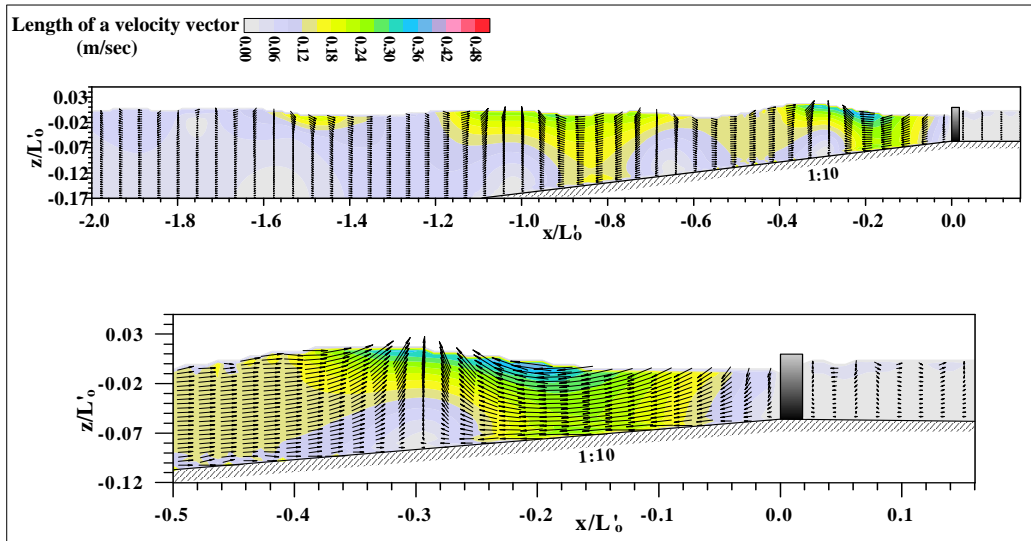 Length of a velocity vector
(m/sec)
0.00 0.06 0.12 0.18 0.24 0.30 0.36 0.42 0.48
0.03
-0.02
-0.07
-0.12
-0.17
z/L'o
1:10
-2.0 -1.8 -1.6 -1.4 -1.2 -1.0 -0.8 -0.6 -0.4 -0.2 0.0
x/L'o
0.03
-0.02
-0.07
-0.12
z/L'o
1:10
-0.5 -0.4 -0.3 -0.2 -0.1 0.0 0.1
x/L'o